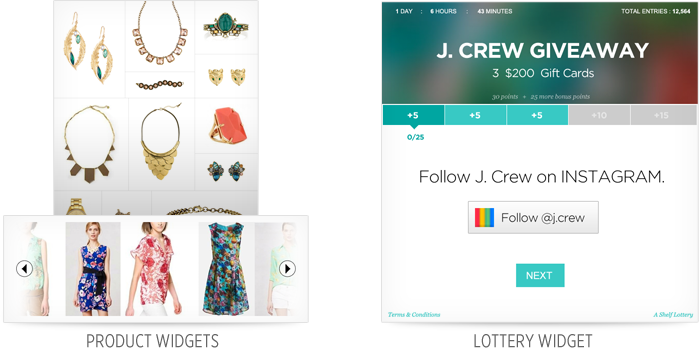 1 DAY : 6 HOURS : 43 MINUTES TOTAL ENTRIES : 12,564
J. CREW GIVEAWAY
3 $200 Gift Cards
30 points + 25 more bonus points
+5 +5 +5 +10 +15
0/25
Follow J. Crew on INSTAGRAM.
Follow @j.crew
NEXT
Terms & Conditions A Shelf Lottery
PRODUCT WIDGETS LOTTERY WIDGET